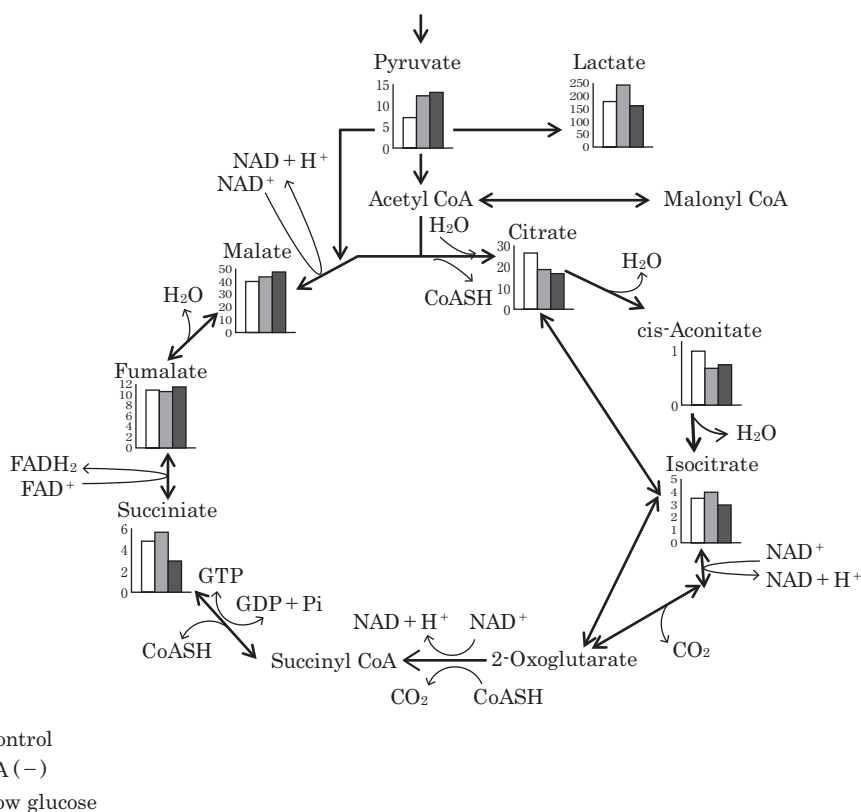 Pyruvate
15
10
5
0
Lactate
250
200
150
100
50
0
NAD + H+
NAD+
Acetyl CoA
Malonyl CoA
H2O
Citrate
30
20
10
0
CoASH
H2O
Malate
50
40
30
20
10
0
H2O
cis-Aconitate
1
0
H2O
Fumalate
12
10
8
6
4
2
0
FADH2
FAD+
Isocitrate
5
4
3
2
1
0
NAD+
NAD + H+
Succiniate
6
4
2
0
GTP
GDP + Pi
CoASH
Succinyl CoA
NAD + H+
NAD+
CO2
CoASH
2-Oxoglutarate
CO2
ontrol
A (−)
ow glucose